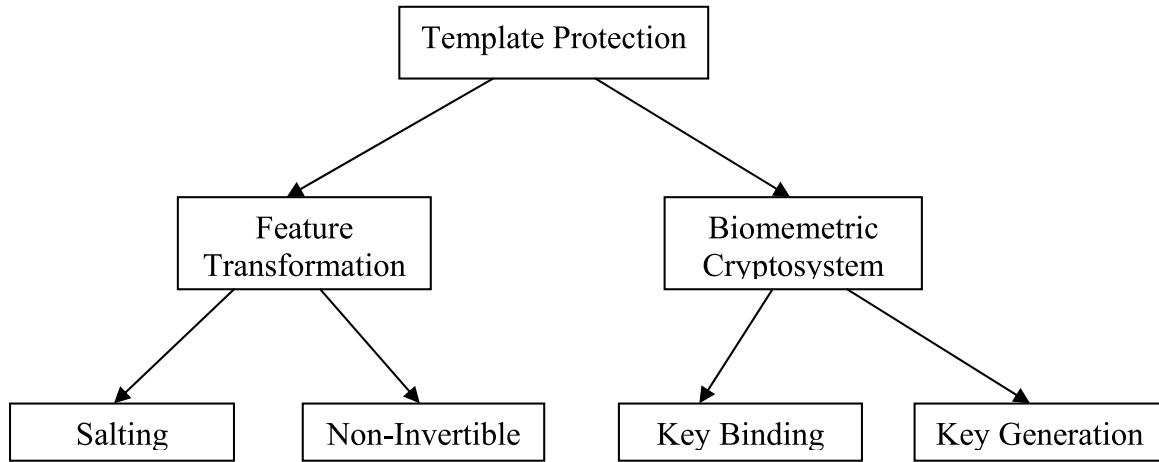 Template Protection
Feature
Transformation
Biomemetric
Cryptosystem
Salting
Non-Invertible
Key Binding
Key Generation